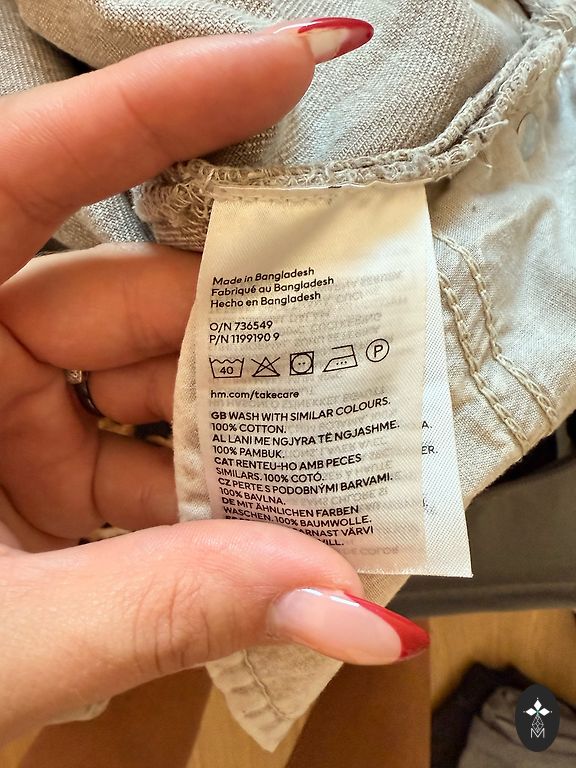 Made in Bangladesh
Fabriqué au Bangladesh
Hecho en Bangladesh
O/N 736549
P/N 1199190 9
40 P
hm.com/takecare
GB WASH WITH SIMILAR COLOURS.
100% COTTON.
AL LANI ME NGJYRA TË NGJASHME.
100% PAMBUK.
CAT RENTEU-HO AMB PECES
SIMILARS. 100% COTÓ.
CZ PERTE S PODOBNÝMI BARVAMI.
100% BAVLNA.
DE MIT ÄHNLICHEN FARBEN
WASCHEN. 100% BAUMWOLLE.
VÄRVI
M